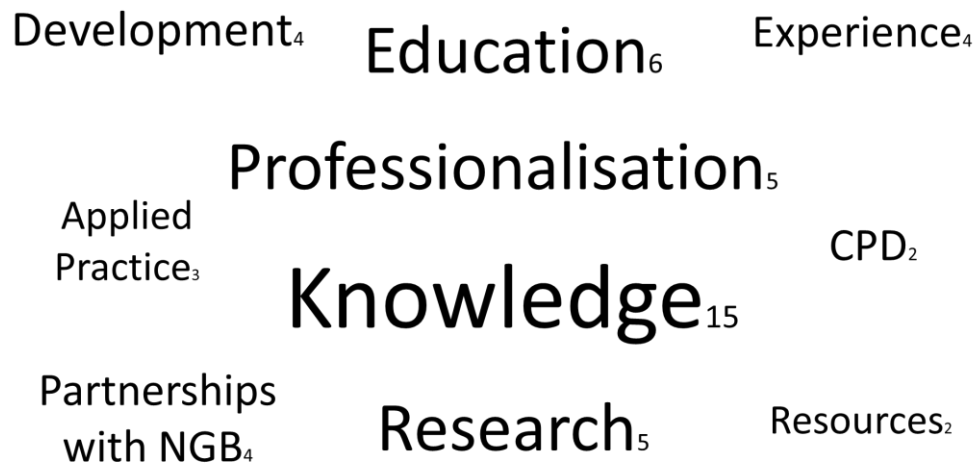 Development4
Education6
Experience4
Professionalisation5
Applied
Practice3
CPD2
Knowledge15
Partnerships
with NGB4
Research5
Resources2